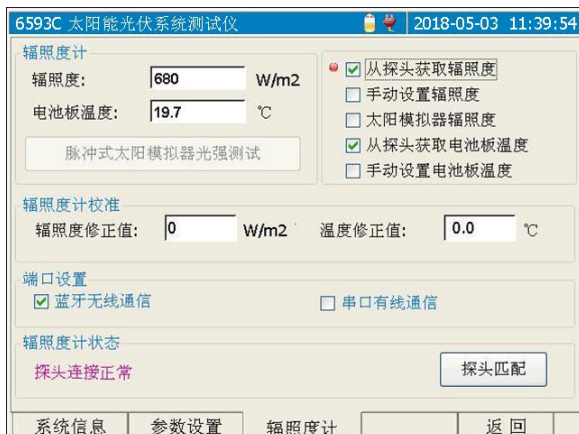 6593C 太阳能光伏系统测试仪 2018-05-03 11:39:54
辐照度计
辐照度: 680 W/m2
电池板温度: 19.7 ℃
脉冲式太阳模拟器光强测试
从探头获取辐照度
手动设置辐照度
太阳模拟器辐照度
从探头获取电池板温度
手动设置电池板温度
辐照度计校准
辐照度修正值: 0 W/m2 温度修正值: 0.0 ℃
端口设置
蓝牙无线通信 串口有线通信
辐照度计状态
探头连接正常 探头匹配
系统信息 参数设置 辐照度计 返回